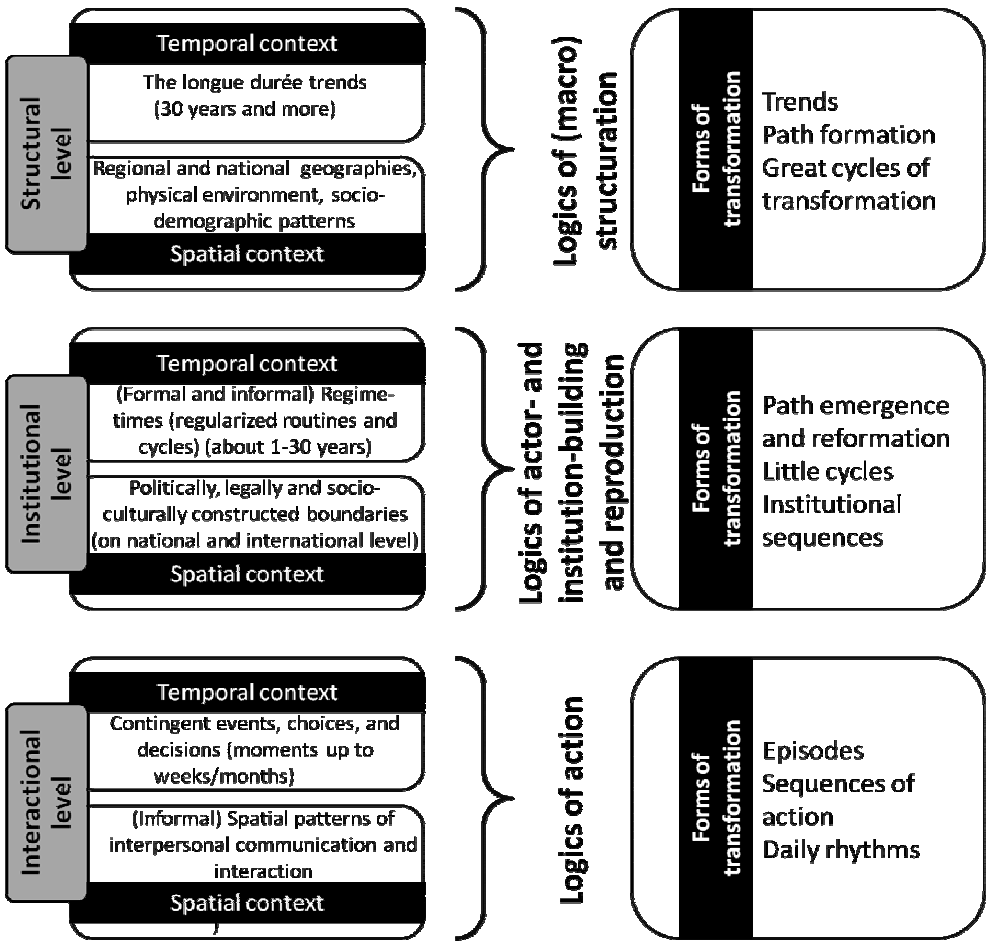 Structural
level
Temporal context
The longue durée trends
(30 years and more)
Regional and national geographies,
physical environment, socio-
demographic patterns
Spatial context
Logics of (macro)
structuration
Forms of
transformation
Trends
Path formation
Great cycles of
transformation
Institutional
level
Temporal context
(Formal and informal) Regime-
times (regularized routines and
cycles) (about 1-30 years)
Politically, legally and socio-
culturally constructed boundaries
(on national and international level)
Spatial context
Logics of actor- and
institution-building
and reproduction
Forms of
transformation
Path emergence
and reformation
Little cycles
Institutional
sequences
Interactional
level
Temporal context
Contingent events, choices, and
decisions (moments up to
weeks/months)
(Informal) Spatial patterns of
interpersonal communication and
interaction
Spatial context
Logics of action
Forms of
transformation
Episodes
Sequences of
action
Daily rhythms